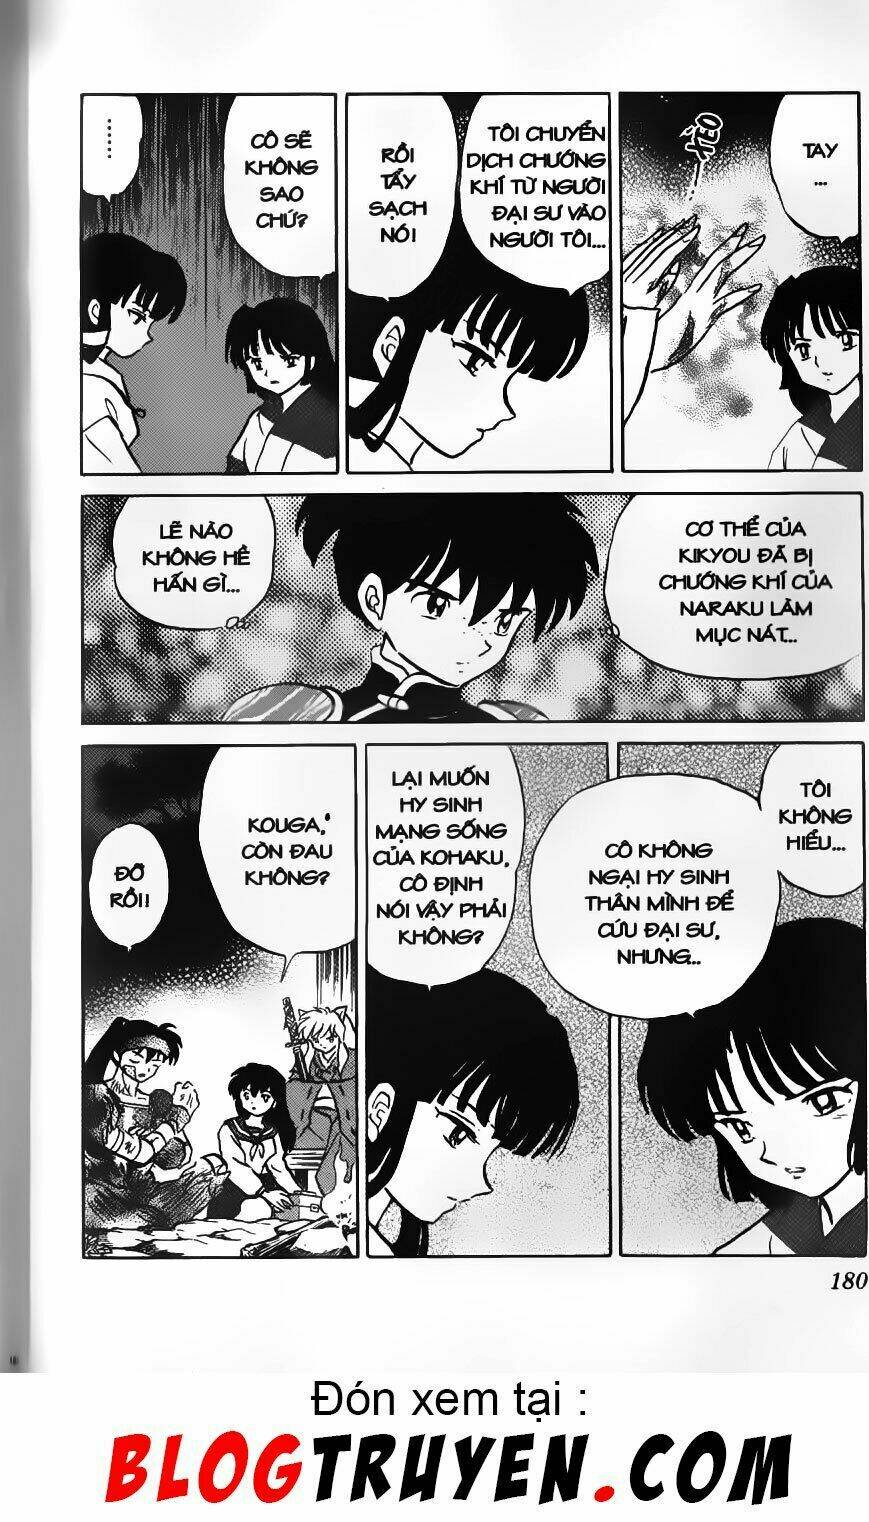 TAY
...
XÈO
TÔI CHUYỂN
DỊCH CHƯỚNG
KHÍ TỪ NGƯỜI
ĐẠI SƯ VÀO
NGƯỜI TÔI...
RỒI
TẨY
SẠCH
NÓ!
CÔ SẼ
KHÔNG
SAO
CHỨ?
......
CƠ THỂ CỦA
KIKYOU ĐÃ BỊ
CHƯỚNG KHÍ CỦA
NARAKU LÀM
MỤC NÁT...
LẼ NÀO
KHÔNG HỀ
HẤN GÌ...
TÔI
KHÔNG
HIỂU...
CÔ KHÔNG
NGẠI HY SINH
THÂN MÌNH ĐỂ
CỨU ĐẠI SƯ,
NHƯNG...
LẠI MUỐN
HY SINH
MẠNG SỐNG
CỦA KOHAKU,
CÔ ĐỊNH
NÓI VẬY PHẢI
KHÔNG?
KOUGA,
CÒN ĐAU
KHÔNG?
ĐỠ
RỒI!
180
Đón xem tại :
BLOGTRUYEN.COM